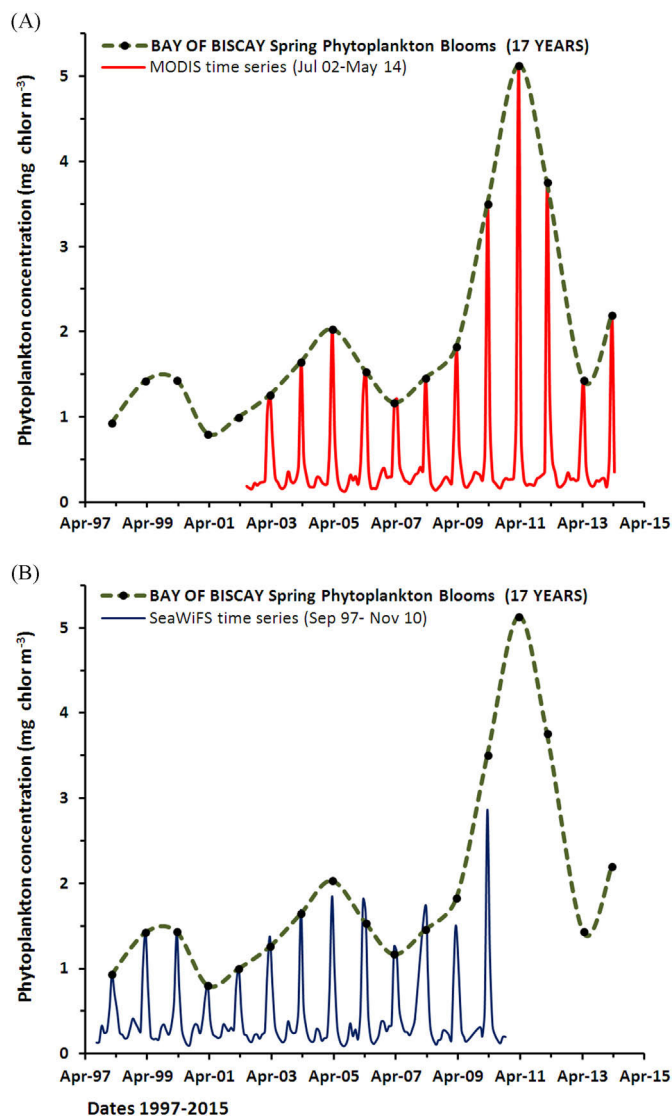 (A)
BAY OF BISCAY Spring Phytoplankton Blooms (17 YEARS)
MODIS time series (Jul 02-May 14)
Phytoplankton concentration (mg chlor m⁻³)
5
4
3
2
1
0
Apr-97 Apr-99 Apr-01 Apr-03 Apr-05 Apr-07 Apr-09 Apr-11 Apr-13 Apr-15
(B)
BAY OF BISCAY Spring Phytoplankton Blooms (17 YEARS)
SeaWiFS time series (Sep 97- Nov 10)
Phytoplankton concentration (mg chlor m⁻³)
5
4
3
2
1
0
Apr-97 Apr-99 Apr-01 Apr-03 Apr-05 Apr-07 Apr-09 Apr-11 Apr-13 Apr-15
Dates 1997-2015